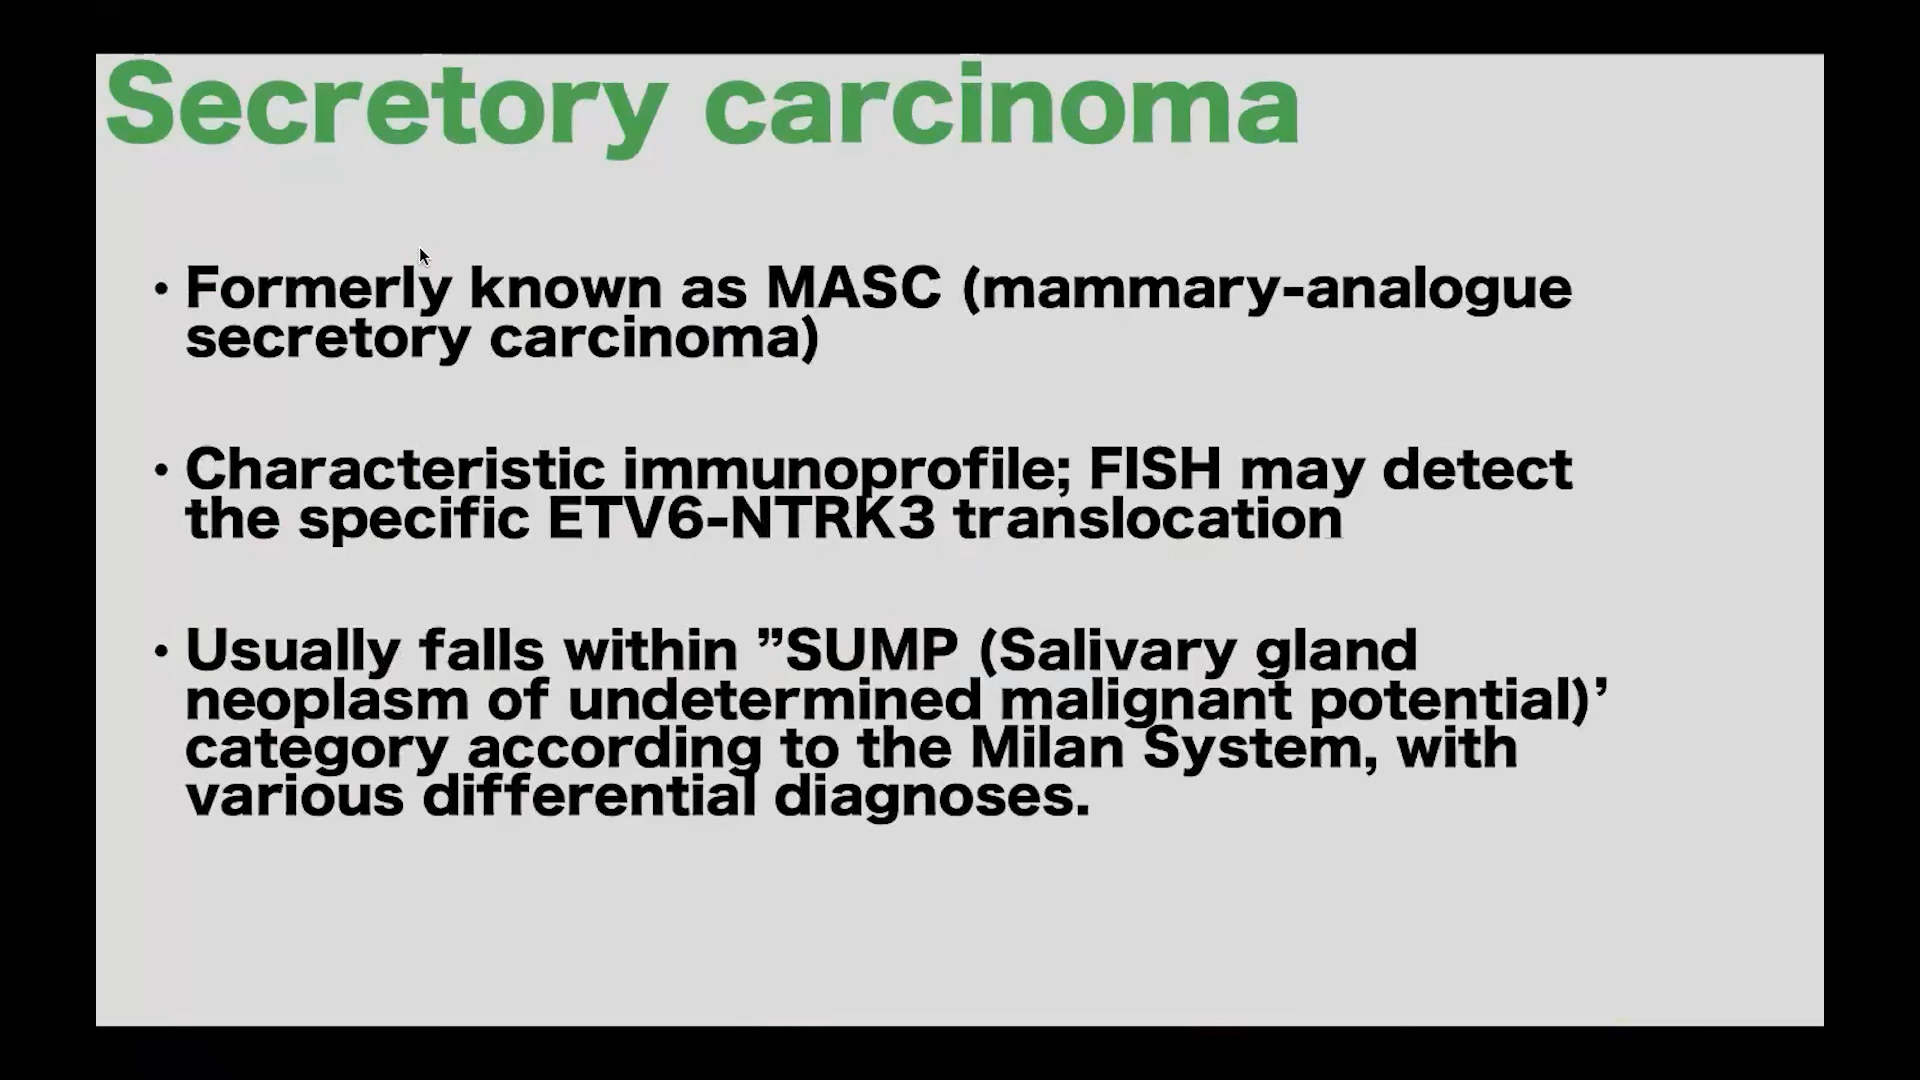 Secretory carcinoma
• Formerly known as MASC (mammary-analogue
secretory carcinoma)
• Characteristic immunoprofile; FISH may detect
the specific ETV6-NTRK3 translocation
• Usually falls within ”SUMP (Salivary gland
neoplasm of undetermined malignant potential)’
category according to the Milan System, with
various differential diagnoses.